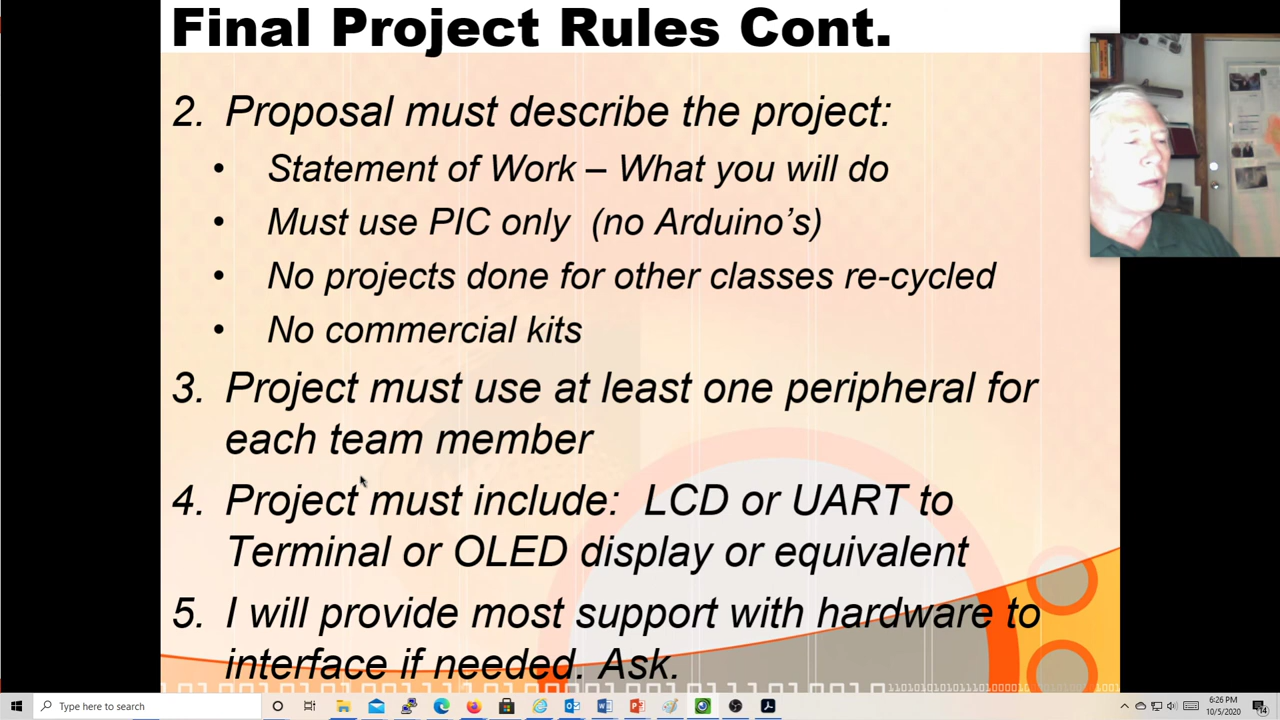 Final Project Rules Cont.
2. Proposal must describe the project:
• Statement of Work – What you will do
• Must use PIC only (no Arduino's)
• No projects done for other classes re-cycled
• No commercial kits
3. Project must use at least one peripheral for
each team member
4. Project must include: LCD or UART to
Terminal or OLED display or equivalent
5. I will provide most support with hardware to
interface if needed. Ask.
Type here to search
6:26 PM
10/5/2020